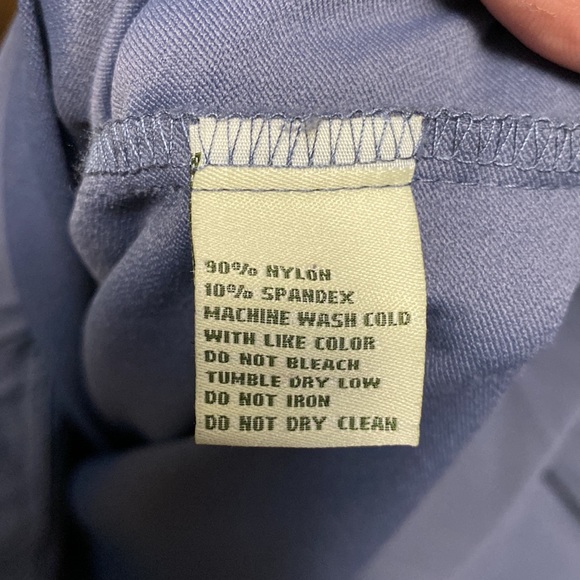 90% NYLON
10% SPANDEX
MACHINE WASH COLD
WITH LIKE COLOR
DO NOT BLEACH
TUMBLE DRY LOW
DO NOT IRON
DO NOT DRY CLEAN